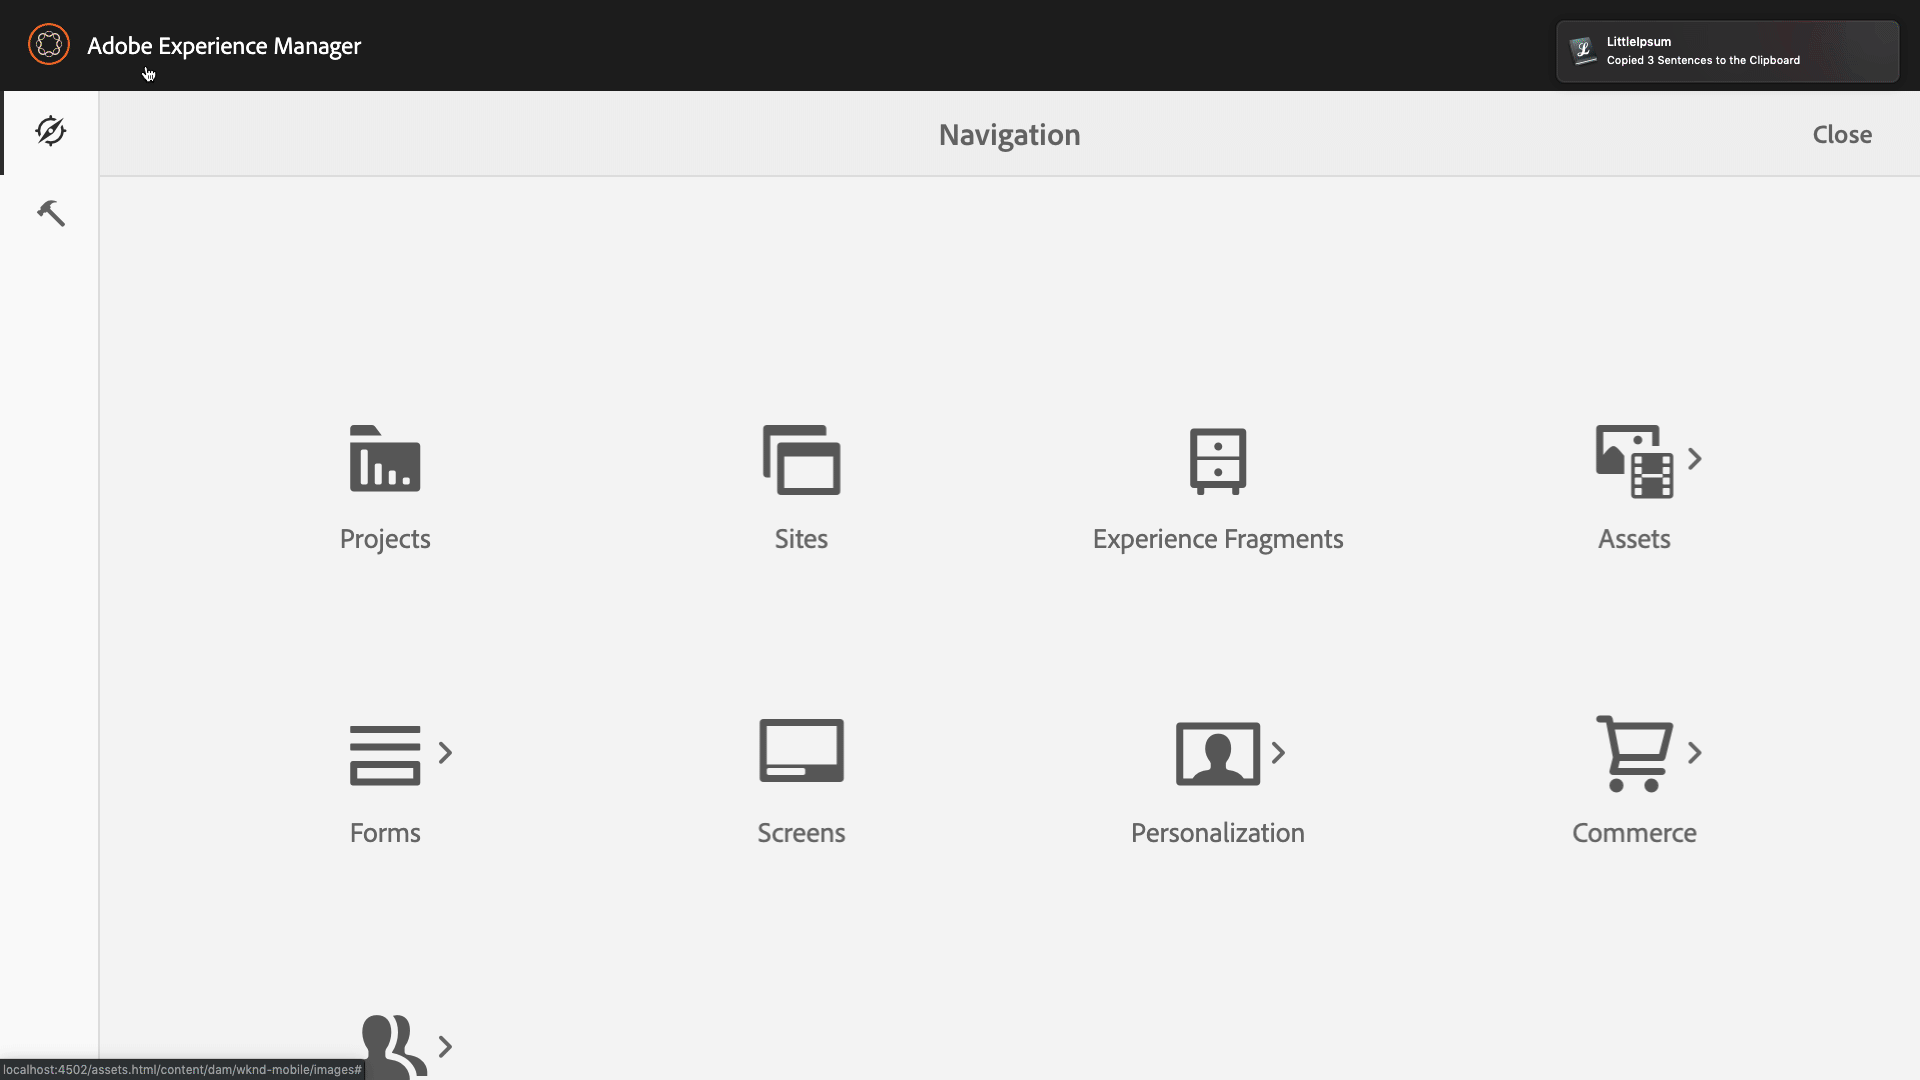 Adobe Experience Manager
LittleIpsum
Copied 3 Sentences to the Clipboard
Navigation
Close
Projects
Sites
Experience Fragments
Assets
Forms
Screens
Personalization
Commerce
localhost:4502/assets.html/content/dam/wknd-mobile/images#